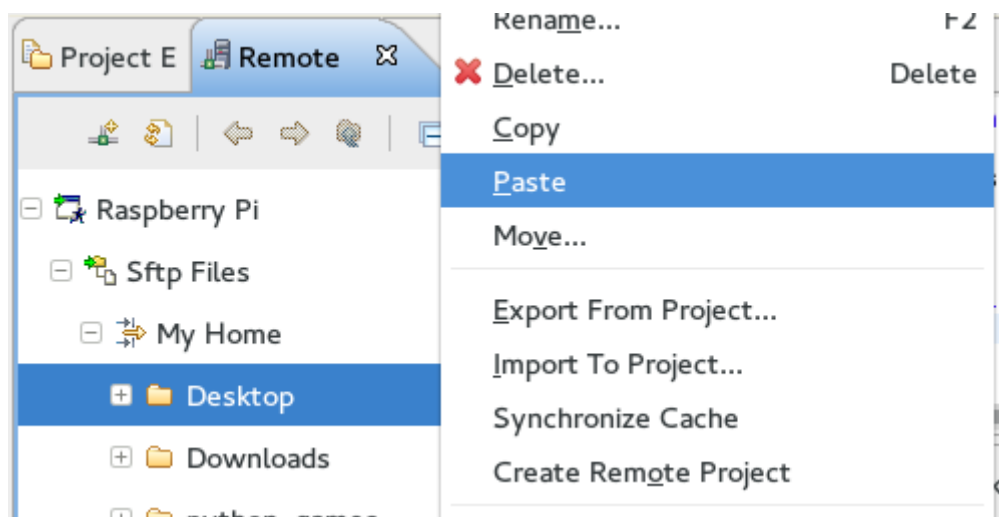 Project E
Remote
Raspberry Pi
Sftp Files
My Home
Desktop
Downloads
python_games
Rename... F2
Delete... Delete
Copy
Paste
Move...
Export From Project...
Import To Project...
Synchronize Cache
Create Remote Project